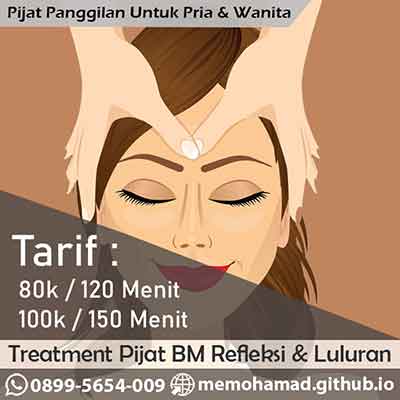 Pijat Panggilan Untuk Pria & Wanita
Tarif :
80k / 120 Menit
100k / 150 Menit
Treatment Pijat BM Refleksi & Luluran
0899-5654-009 memohamad.github.io